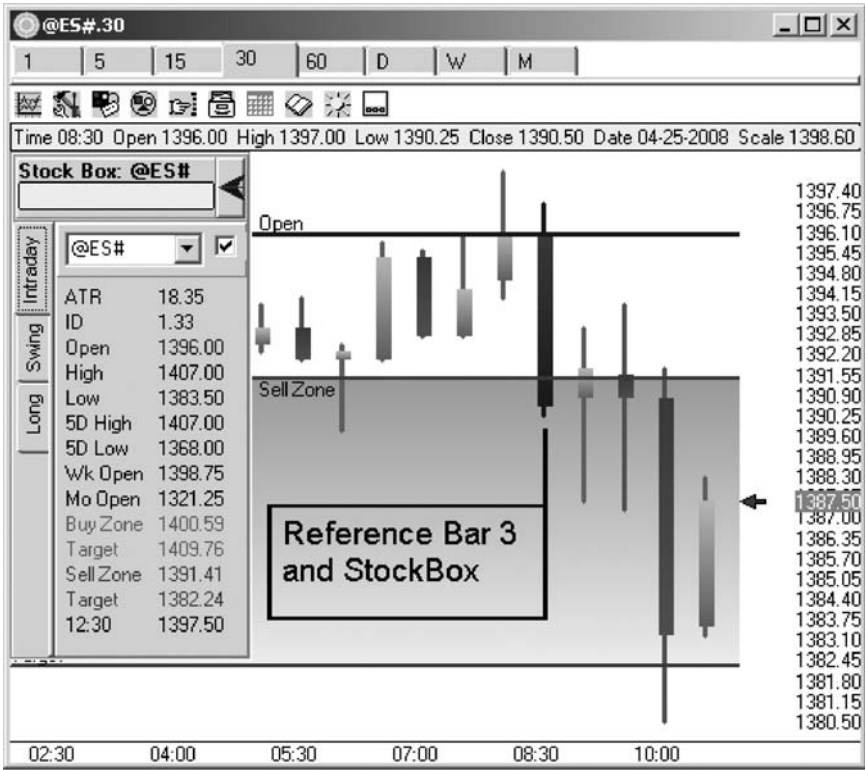 @ES#.30
1 5 15 30 60 D W M
Time 08:30 Open 1396.00 High 1397.00 Low 1390.25 Close 1390.50 Date 04-25-2008 Scale 1398.60
Stock Box: @ES#
@ES#
Intraday
Swing
Long
ATR 18.35
ID 1.33
Open 1396.00
High 1407.00
Low 1383.50
5D High 1407.00
5D Low 1368.00
Wk Open 1398.75
Mo Open 1321.25
Buy Zone 1400.59
Target 1409.76
Sell Zone 1391.41
Target 1382.24
12:30 1397.50
Open
Sell Zone
Reference Bar 3
and StockBox
1397.40
1396.75
1396.10
1395.45
1394.80
1394.15
1393.50
1392.85
1392.20
1391.55
1390.90
1390.25
1389.60
1388.95
1388.30
1387.50
1387.00
1386.35
1385.70
1385.05
1384.40
1383.75
1383.10
1382.45
1381.80
1381.15
1380.50
02:30 04:00 05:30 07:00 08:30 10:00